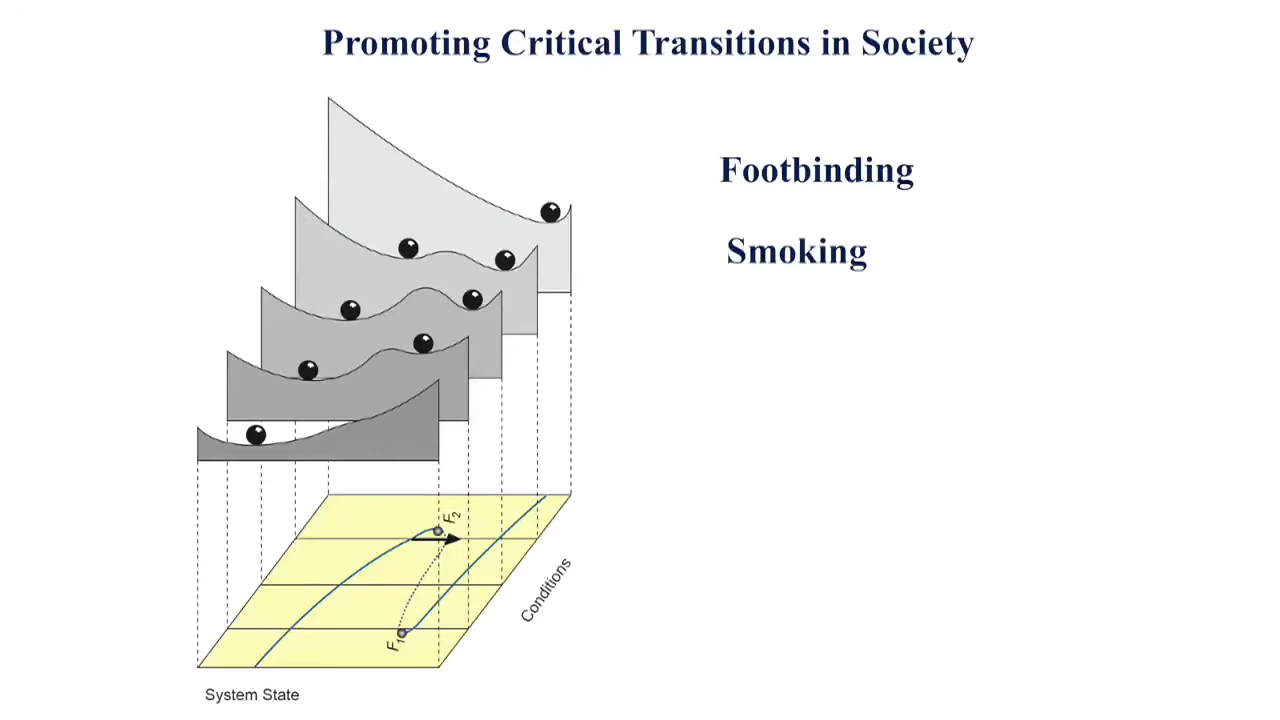 Promoting Critical Transitions in Society
Footbinding
Smoking
F2
F1
Conditions
System State